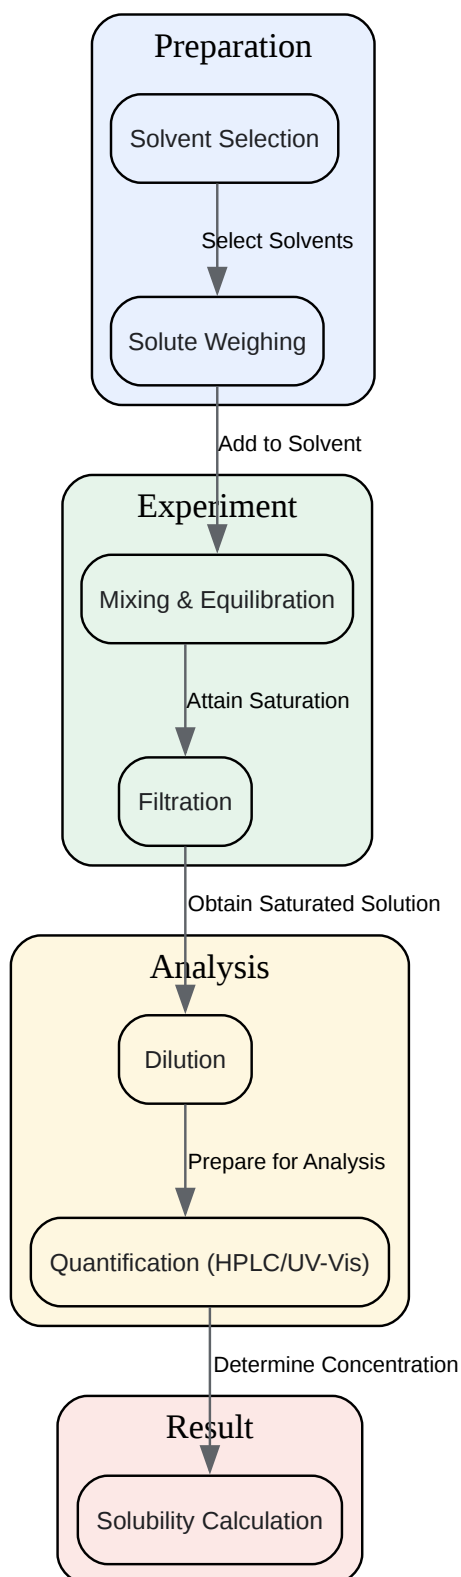 Preparation
Solvent Selection
Select Solvents
Solute Weighing
Add to Solvent
Experiment
Mixing & Equilibration
Attain Saturation
Filtration
Obtain Saturated Solution
Analysis
Dilution
Prepare for Analysis
Quantification (HPLC/UV-Vis)
Determine Concentration
Result
Solubility Calculation